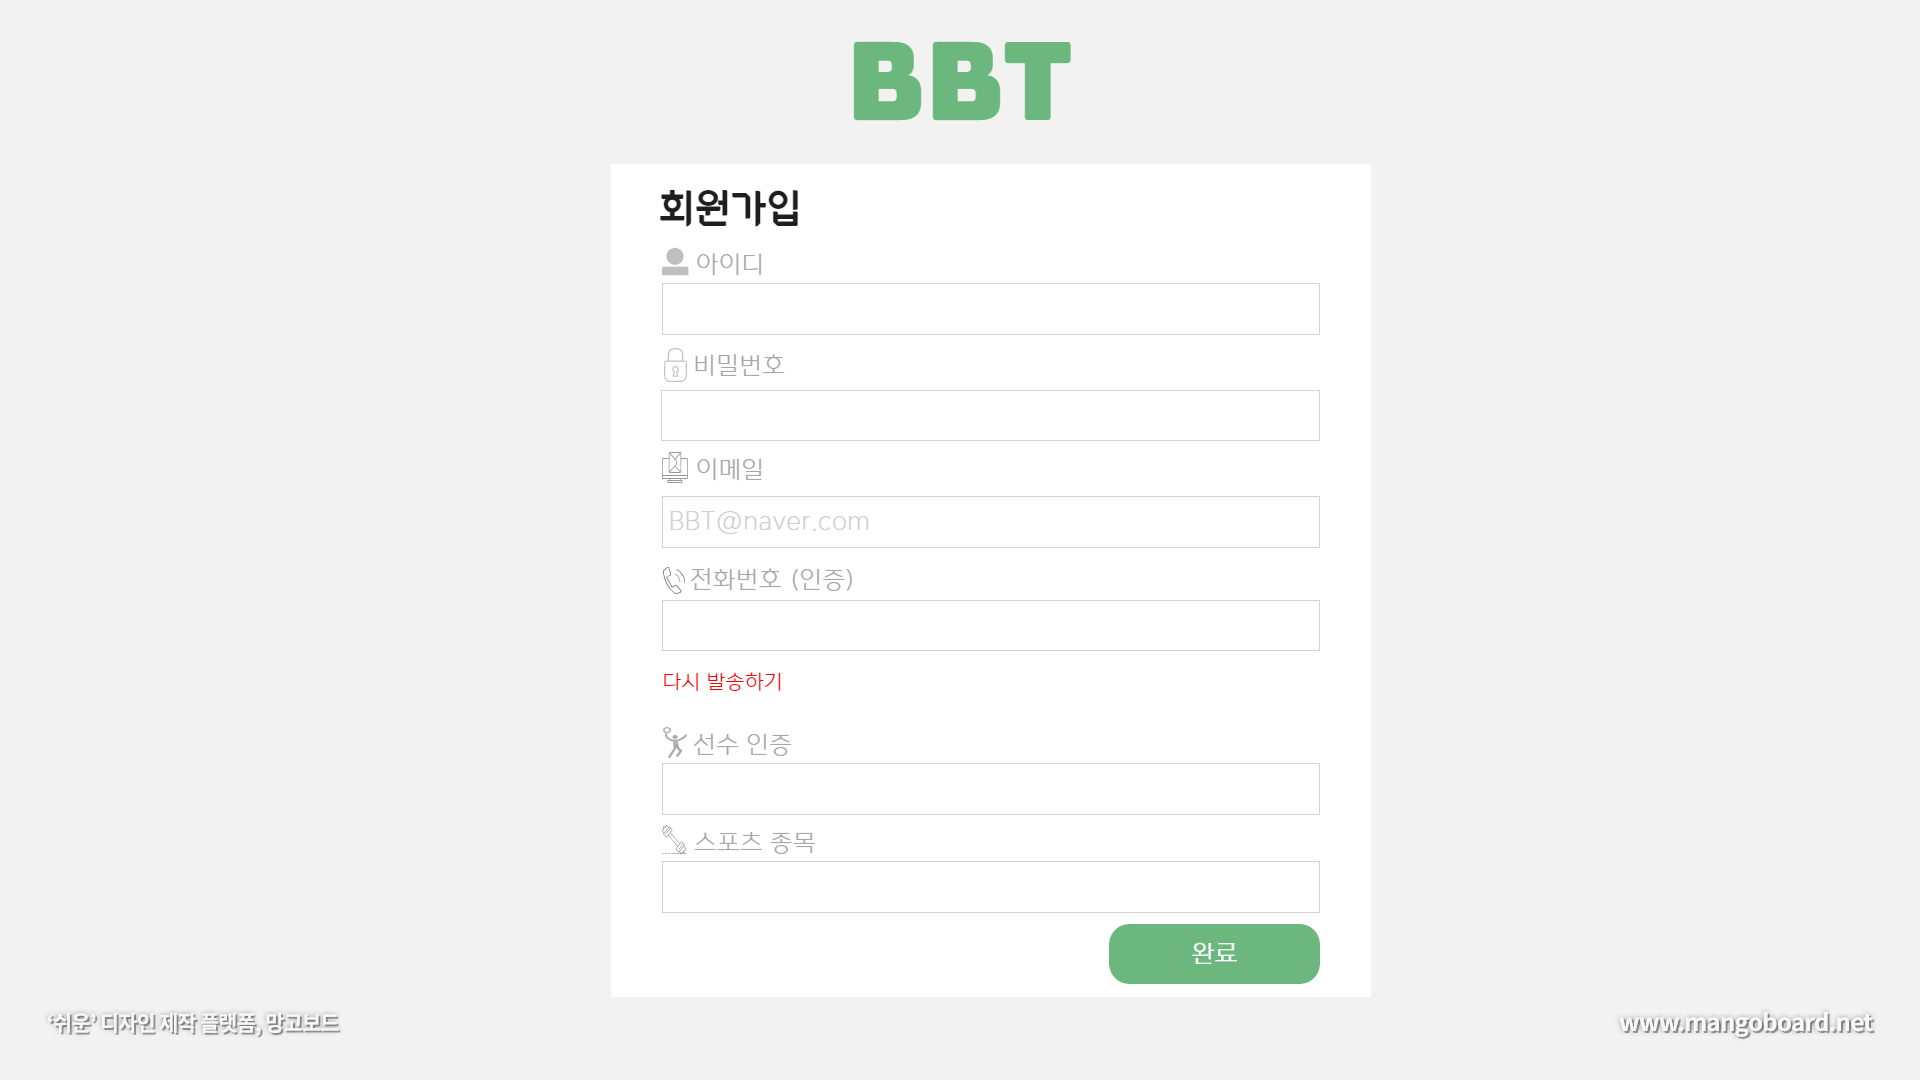 BBT
회원가입
아이디
비밀번호
이메일
BBT@naver.com
전화번호 (인증)
다시 발송하기
선수 인증
스포츠 종목
완료
‘쉬운’ 디자인 제작 플랫폼, 망고보드
www.mangoboard.net